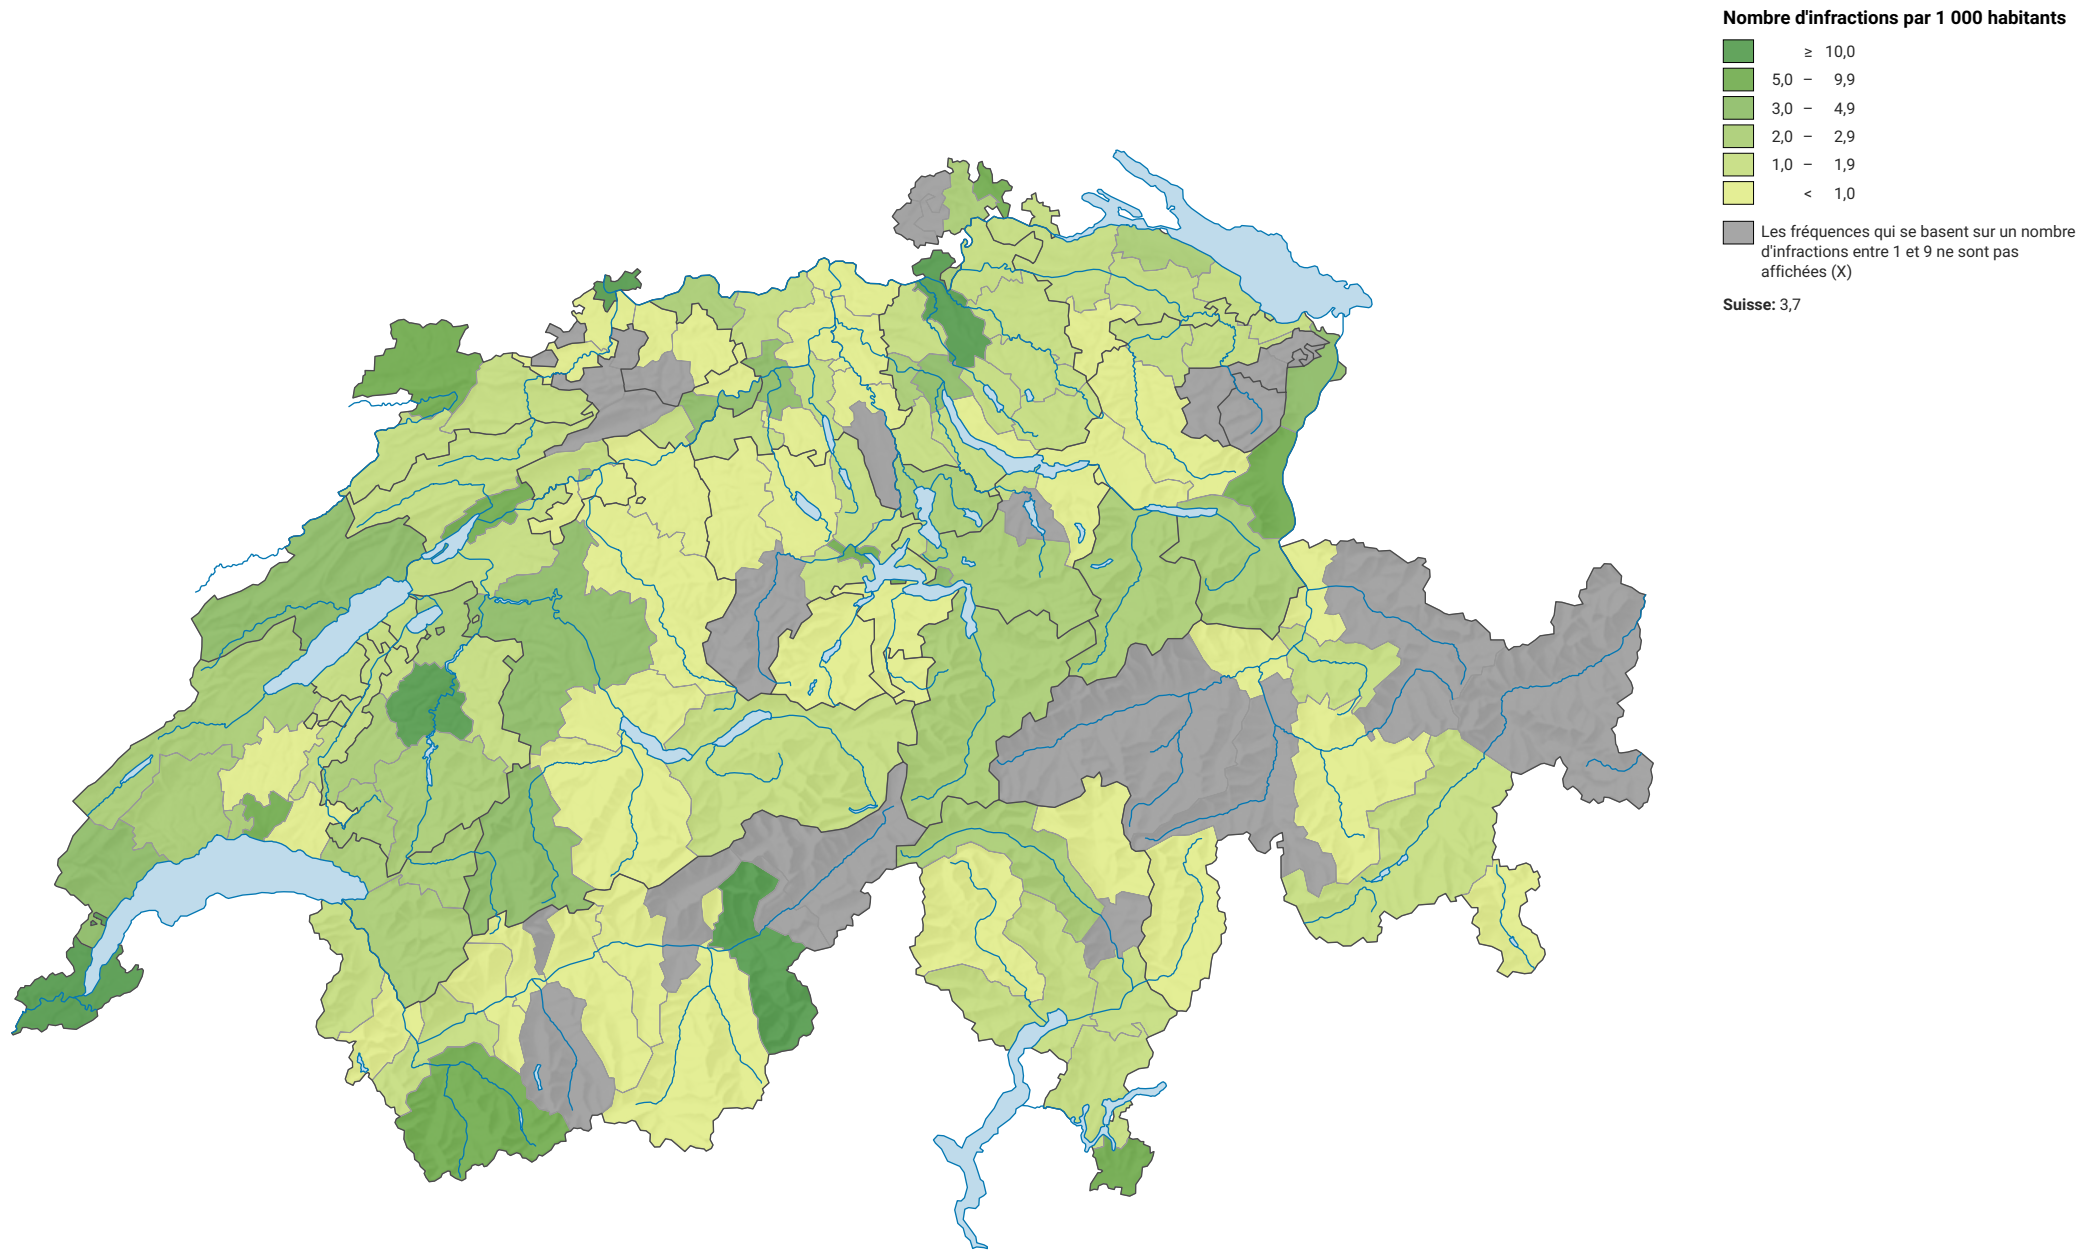 Nombre d'infractions par 1 000 habitants
≥ 10,0
5,0 – 9,9
3,0 – 4,9
2,0 – 2,9
1,0 – 1,9
< 1,0
Les fréquences qui se basent sur un nombre
d'infractions entre 1 et 9 ne sont pas
affichées (X)
Suisse: 3,7